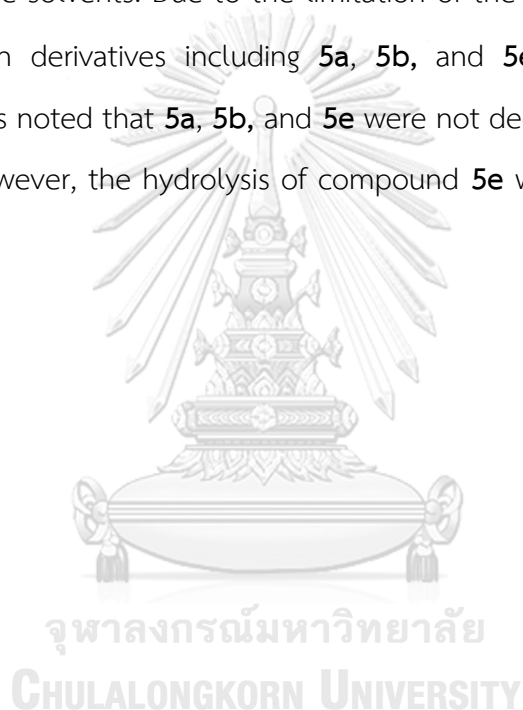 e solvents. Due to the limitation of the
n derivatives including 5a, 5b, and 5e
s noted that 5a, 5b, and 5e were not de
wever, the hydrolysis of compound 5e w
จุฬาลงกรณ์มหาวิทยาลัย
CHULALONGKORN UNIVERSITY